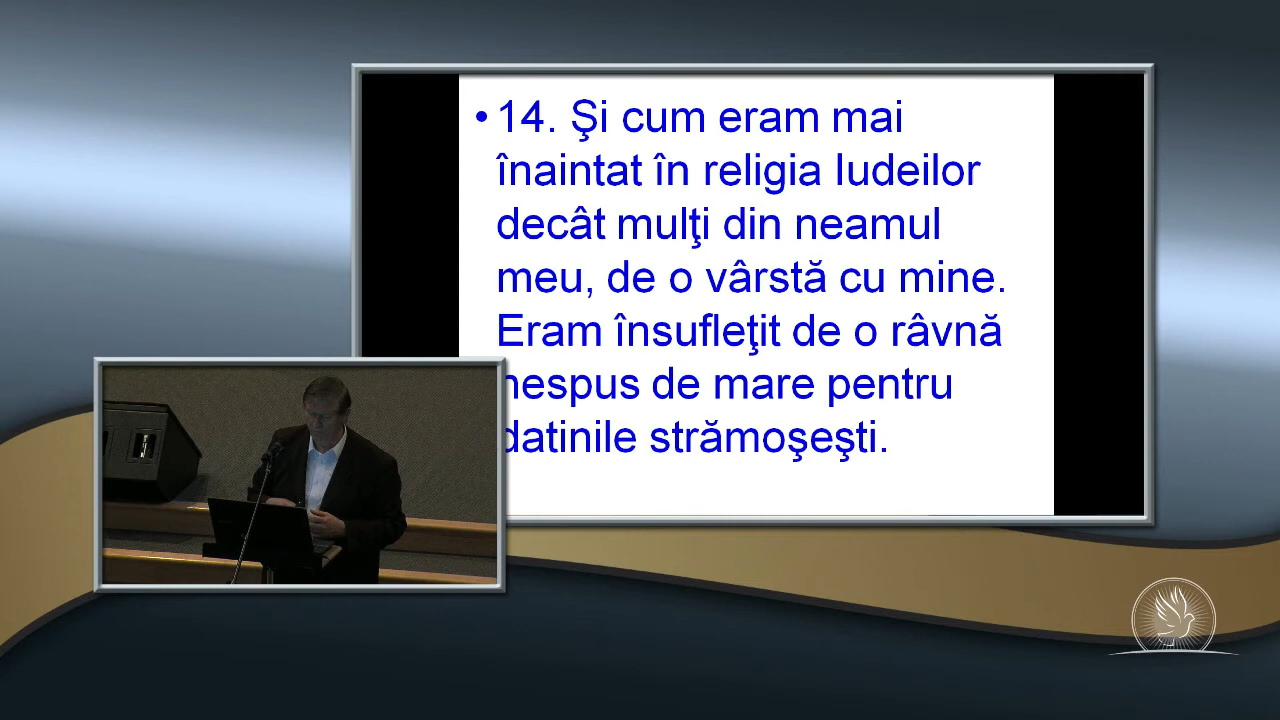 • 14. Şi cum eram mai
înaintat în religia Iudeilor
decât mulţi din neamul
meu, de o vârstă cu mine.
Eram însufleţit de o râvnă
nespus de mare pentru
datinile strămoşeşti.